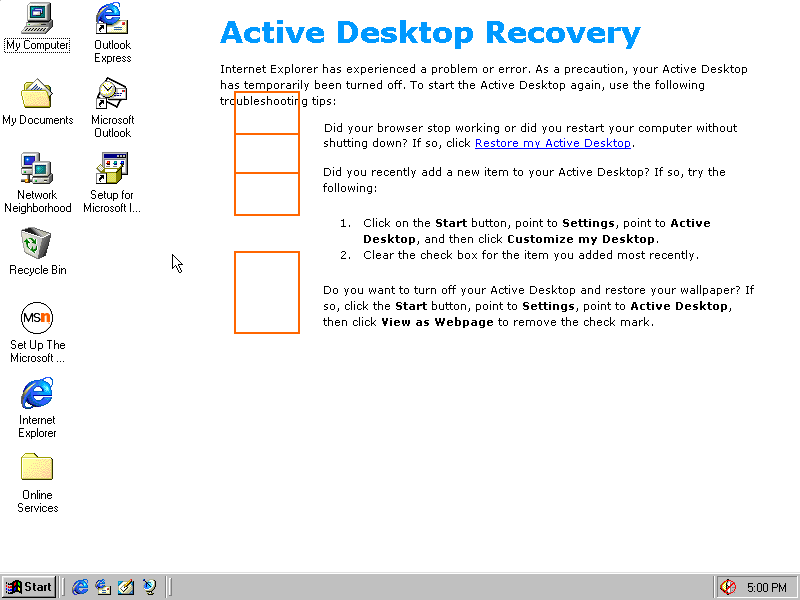 My Computer
Outlook
Express
My Documents
Microsoft
Outlook
Network
Neighborhood
Setup for
Microsoft I...
Recycle Bin
MSn
Set Up The
Microsoft ...
Internet
Explorer
Online
Services
Active Desktop Recovery
Internet Explorer has experienced a problem or error. As a precaution, your Active Desktop
has temporarily been turned off. To start the Active Desktop again, use the following
troubleshooting tips:
Did your browser stop working or did you restart your computer without
shutting down? If so, click Restore my Active Desktop.
Did you recently add a new item to your Active Desktop? If so, try the
following:
1. Click on the Start button, point to Settings, point to Active
Desktop, and then click Customize my Desktop.
2. Clear the check box for the item you added most recently.
Do you want to turn off your Active Desktop and restore your wallpaper? If
so, click the Start button, point to Settings, point to Active Desktop,
then click View as Webpage to remove the check mark.
Start
5:00 PM